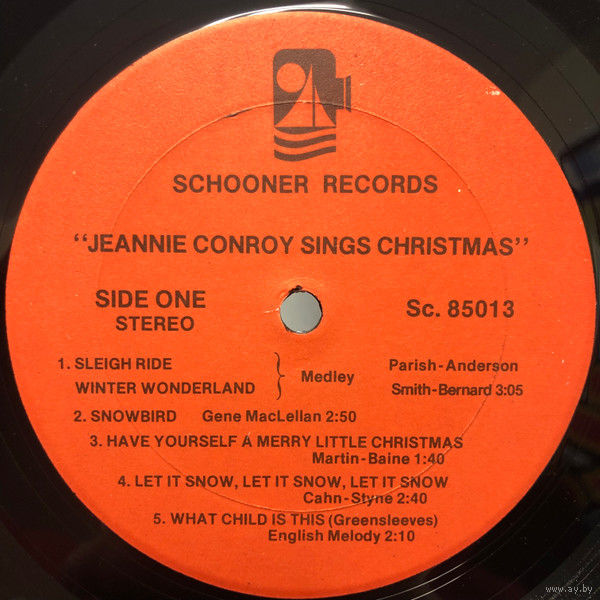 SCHOONER RECORDS
“JEANNIE CONROY SINGS CHRISTMAS”
SIDE ONE
STEREO
Sc. 85013
1. SLEIGH RIDE } Medley Parish-Anderson
WINTER WONDERLAND Smith-Bernard 3:05
2. SNOWBIRD Gene MacLellan 2:50
3. HAVE YOURSELF A MERRY LITTLE CHRISTMAS
Martin-Baine 1:40
4. LET IT SNOW, LET IT SNOW, LET IT SNOW
Cahn-Styne 2:40
5. WHAT CHILD IS THIS (Greensleeves)
English Melody 2:10
www.ay.by